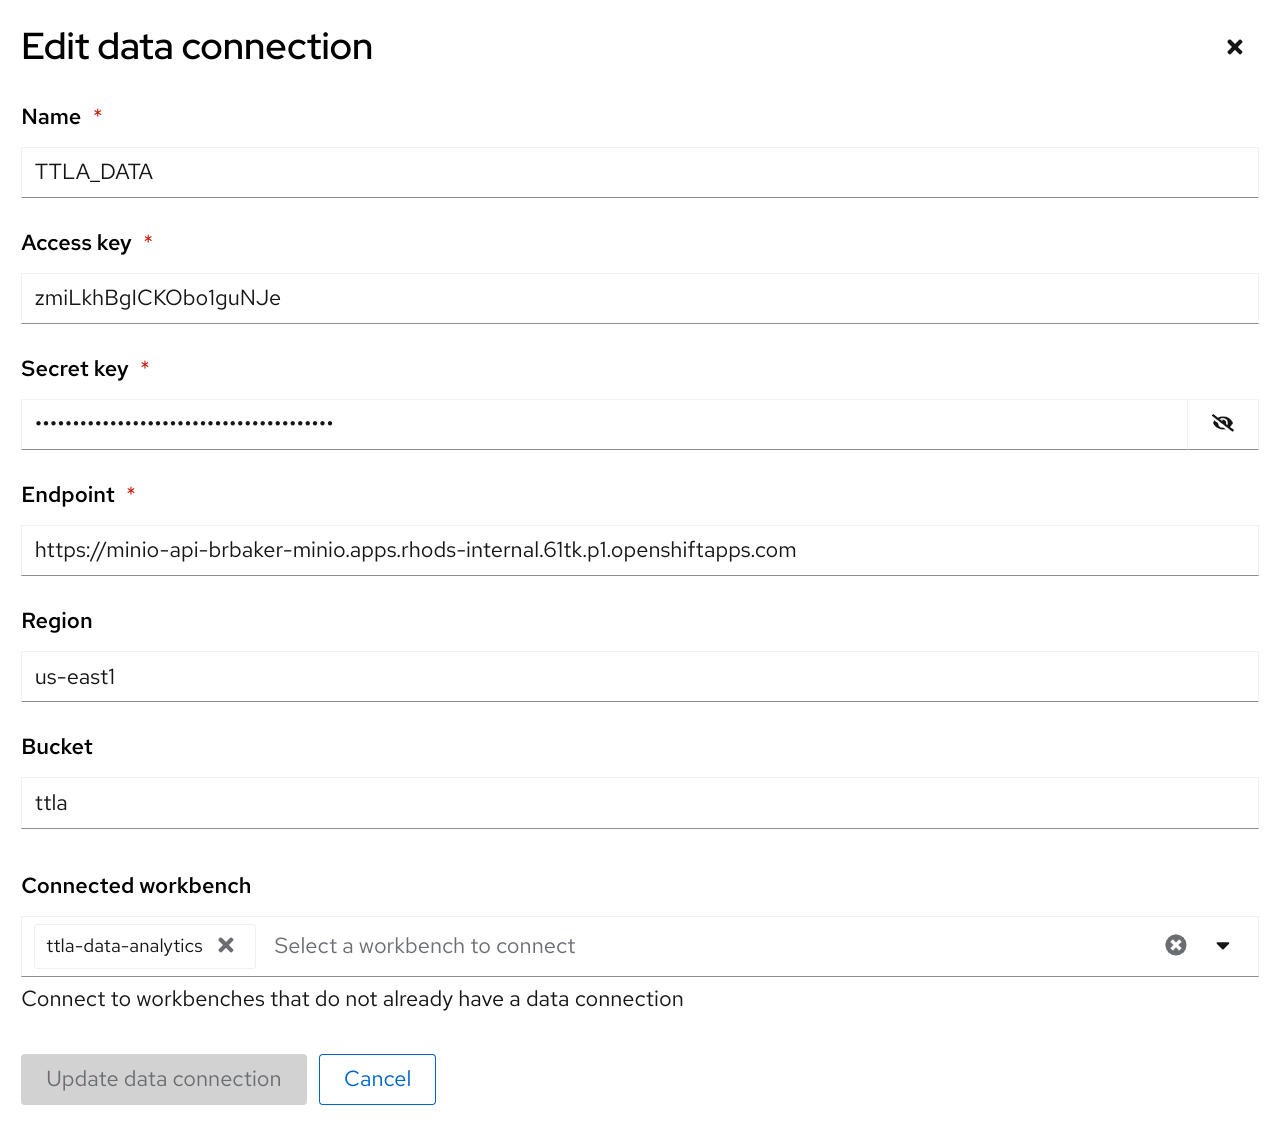 Edit data connection
Name *
TTLA_DATA
Access key *
zmiLkhBgICKObo1guNJe
Secret key *
••••••••••••••••••••••••••••••••••••••••
Endpoint *
https://minio-api-brbaker-minio.apps.rhods-internal.61tk.p1.openshiftapps.com
Region
us-east1
Bucket
ttla
Connected workbench
ttla-data-analytics Select a workbench to connect
Connect to workbenches that do not already have a data connection
Update data connection Cancel